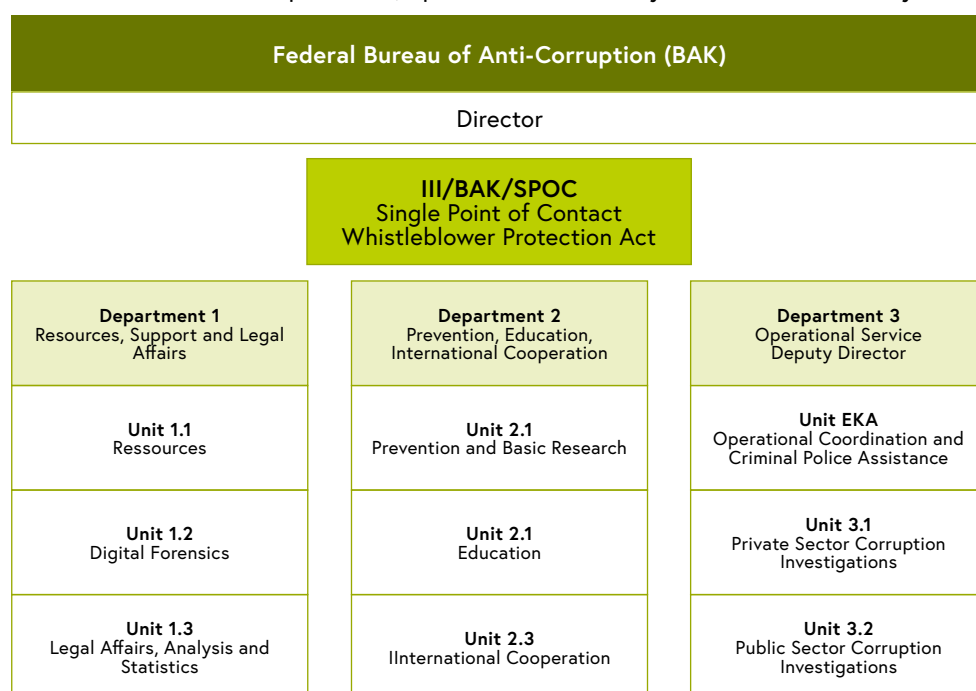 Federal Bureau of Anti-Corruption (BAK)
Director
III/BAK/SPOC
Single Point of Contact
Whistleblower Protection Act
Department 1
Resources, Support and Legal
Affairs
Department 2
Prevention, Education,
International Cooperation
Department 3
Operational Service
Deputy Director
Unit 1.1
Ressources
Unit 2.1
Prevention and Basic Research
Unit EKA
Operational Coordination and
Criminal Police Assistance
Unit 1.2
Digital Forensics
Unit 2.1
Education
Unit 3.1
Private Sector Corruption
Investigations
Unit 1.3
Legal Affairs, Analysis and
Statistics
Unit 2.3
IInternational Cooperation
Unit 3.2
Public Sector Corruption
Investigations